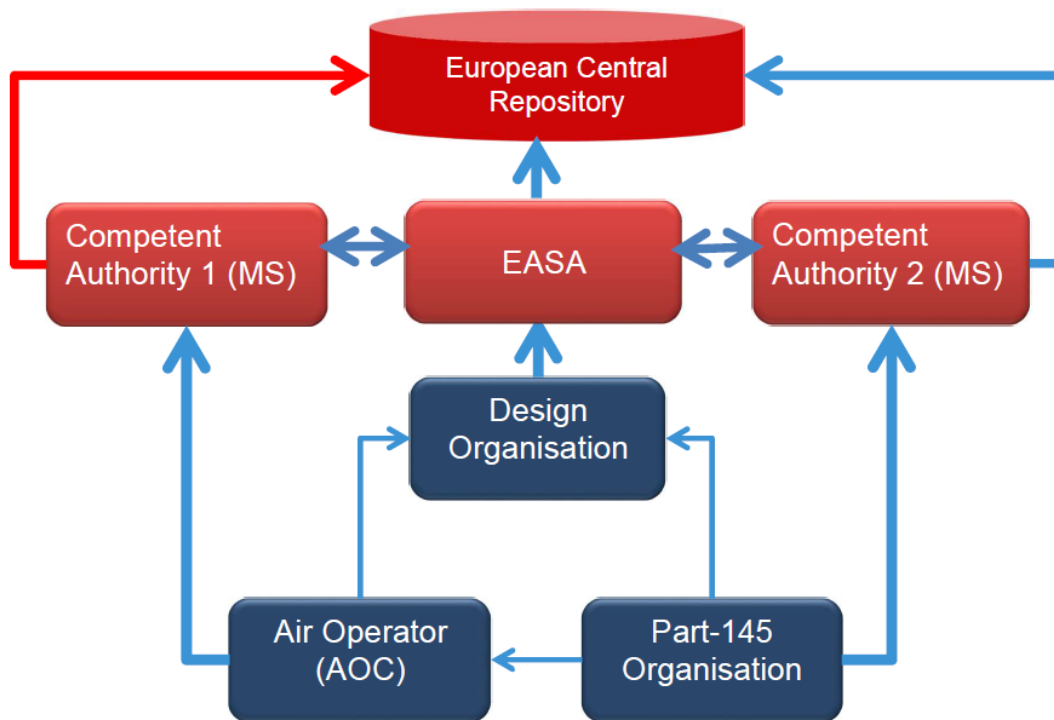 European Central
Repository
Competent
Authority 1 (MS)
EASA
Competent
Authority 2 (MS)
Design
Organisation
Air Operator
(AOC)
Part-145
Organisation